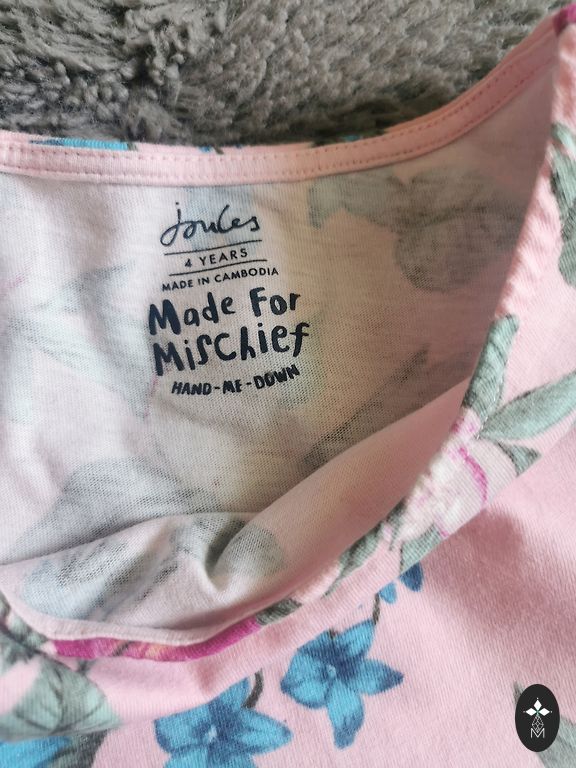 joules
4 YEARS
MADE IN CAMBODIA
Made For
Mischief
HAND-ME-DOWN
M